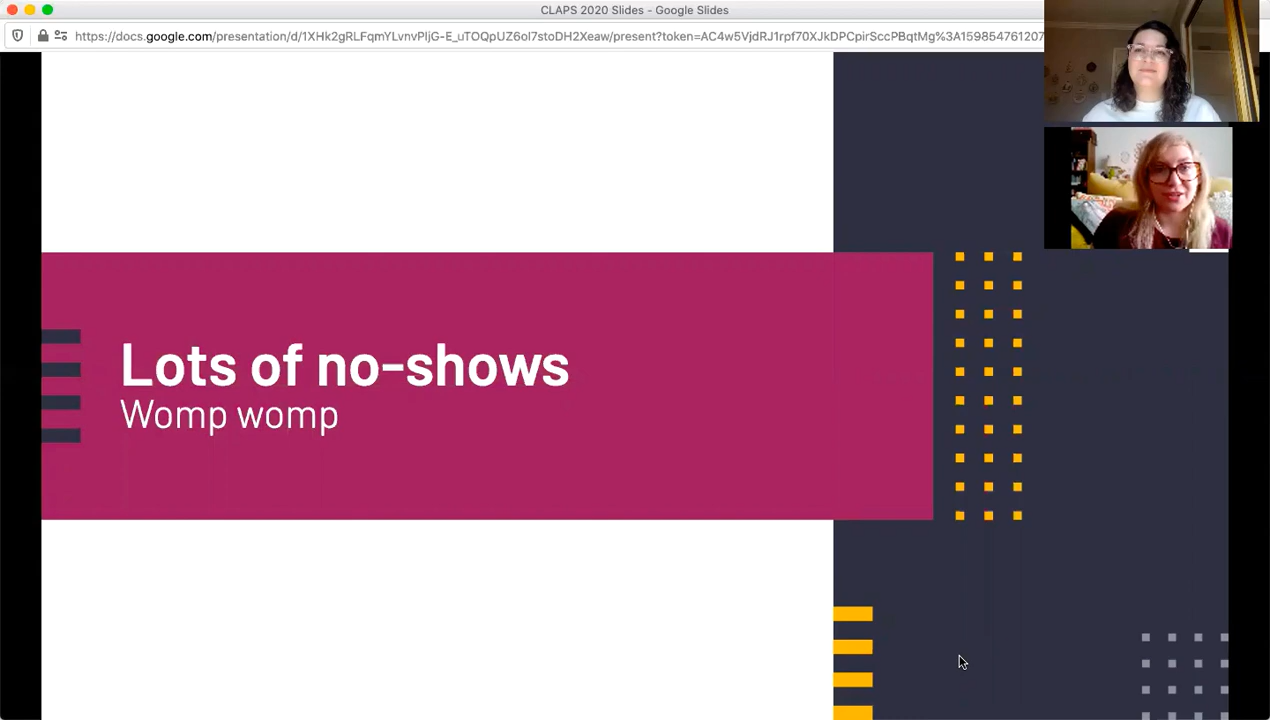 CLAPS 2020 Slides - Google Slides
https://docs.google.com/presentation/d/1XHk2gRLFqmYLvnvPljG-E_uTOQpUZ6ol7stoDH2Xeaw/present?token=AC4w5VjdRJ1rpf70XJkDPCpirSccPBqtMg%3A159854761207
Lots of no-shows
Womp womp